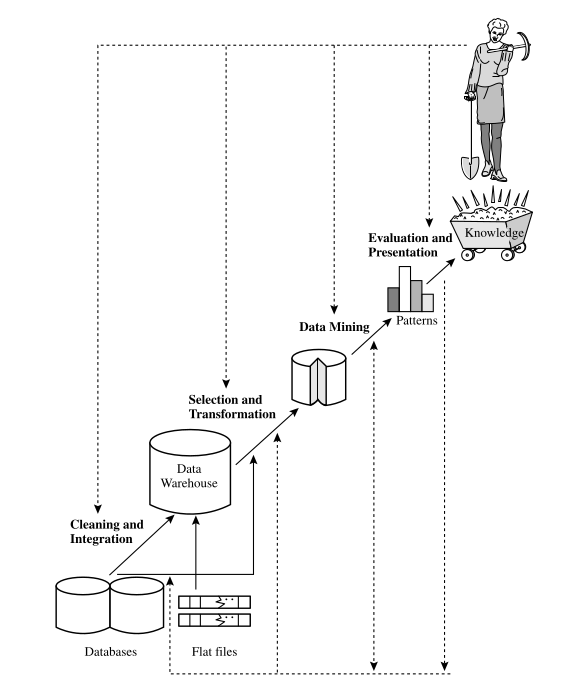 Evaluation and
Presentation
Knowledge
Patterns
Data Mining
Selection and
Transformation
Data
Warehouse
Cleaning and
Integration
Databases
Flat files